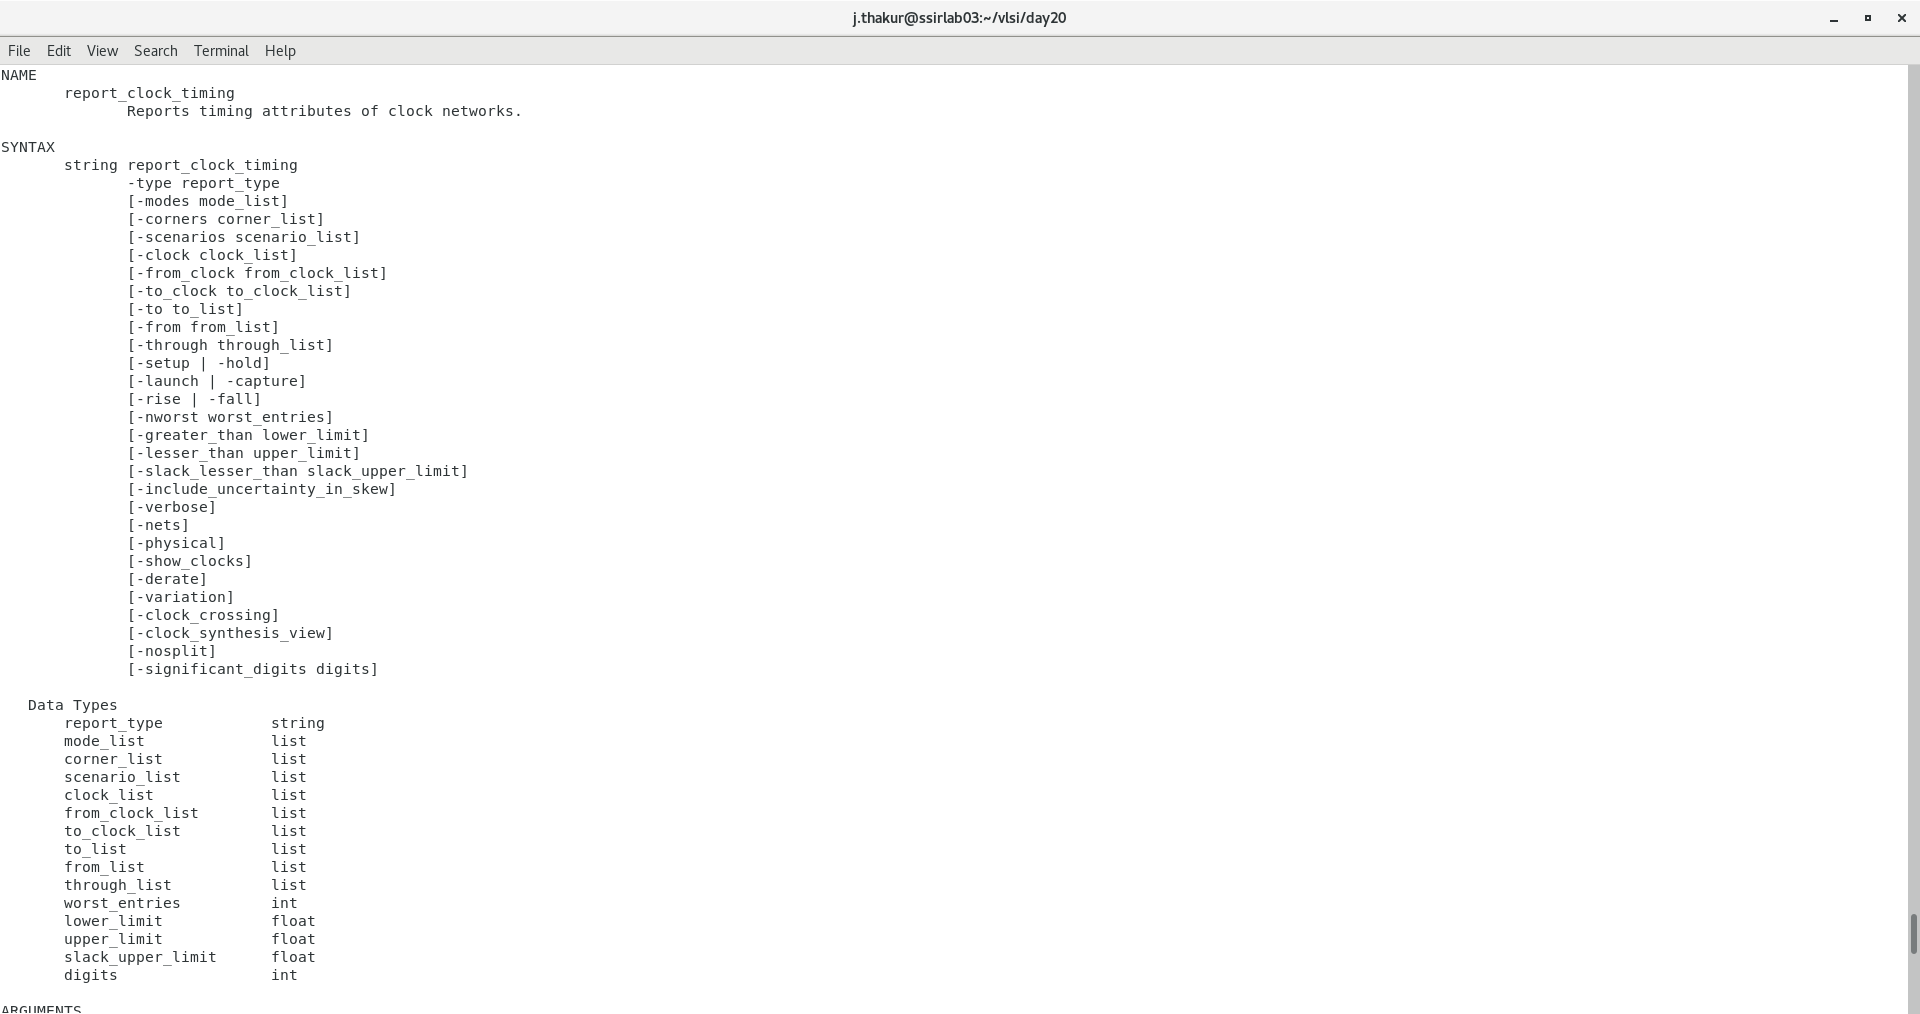 j.thakur@ssirlab03:~/vlsi/day20
File Edit View Search Terminal Help
NAME
report_clock_timing
Reports timing attributes of clock networks.
SYNTAX
string report_clock_timing
-type report_type
[-modes mode_list]
[-corners corner_list]
[-scenarios scenario_list]
[-clock clock_list]
[-from_clock from_clock_list]
[-to_clock to_clock_list]
[-to to_list]
[-from from_list]
[-through through_list]
[-setup | -hold]
[-launch | -capture]
[-rise | -fall]
[-nworst worst_entries]
[-greater_than lower_limit]
[-lesser_than upper_limit]
[-slack_lesser_than slack_upper_limit]
[-include_uncertainty_in_skew]
[-verbose]
[-nets]
[-physical]
[-show_clocks]
[-derate]
[-variation]
[-clock_crossing]
[-clock_synthesis_view]
[-nosplit]
[-significant_digits digits]
Data Types
report_type string
mode_list list
corner_list list
scenario_list list
clock_list list
from_clock_list list
to_clock_list list
to_list list
from_list list
through_list list
worst_entries int
lower_limit float
upper_limit float
slack_upper_limit float
digits int
ARGUMENTS